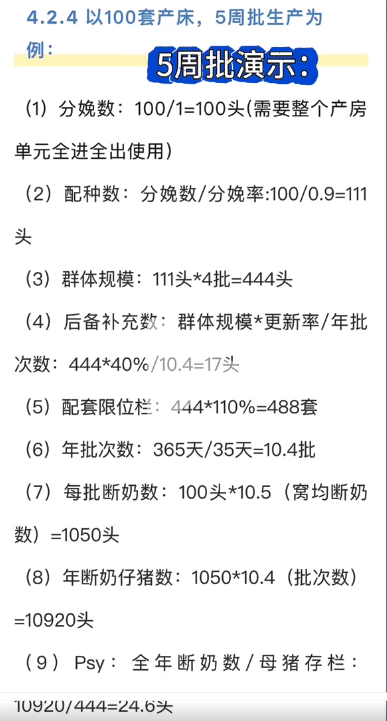 4.2.4 以100套产床，5周批生产为
例：
5周批演示：
（1）分娩数：100/1=100头(需要整个产房
单元全进全出使用）
（2）配种数：分娩数/分娩率:100/0.9=111
头
（3）群体规模：111头*4批=444头
（4）后备补充数：群体规模*更新率/年批
次数：444*40%/10.4=17头
（5）配套限位栏：444*110%=488套
（6）年批次数：365天/35天=10.4批
（7）每批断奶数：100头*10.5（窝均断奶
数）=1050头
（8）年断奶仔猪数：1050*10.4（批次数）
=10920头
（9）Psy：全年断奶数/母猪存栏：
10920/444=24.6头